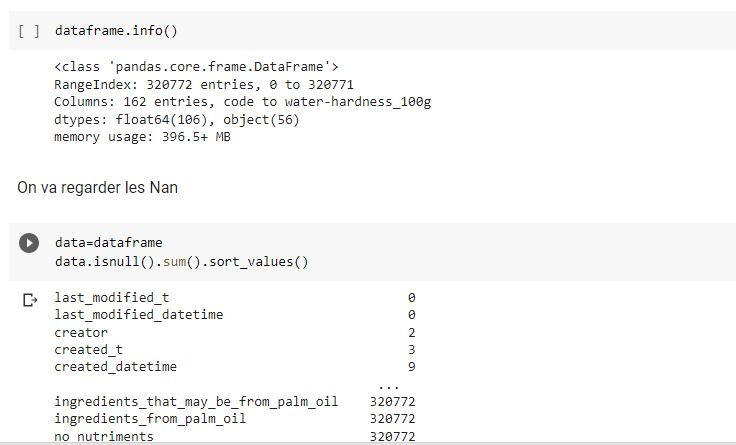 [ ] dataframe.info()
<class 'pandas.core.frame.DataFrame'>
RangeIndex: 320772 entries, 0 to 320771
Columns: 162 entries, code to water-hardness_100g
dtypes: float64(106), object(56)
memory usage: 396.5+ MB
On va regarder les Nan
data=dataframe
data.isnull().sum().sort_values()
last_modified_t 0
last_modified_datetime 0
creator 2
created_t 3
created_datetime 9
...
ingredients_that_may_be_from_palm_oil 320772
ingredients_from_palm_oil 320772
no_nutriments 320772